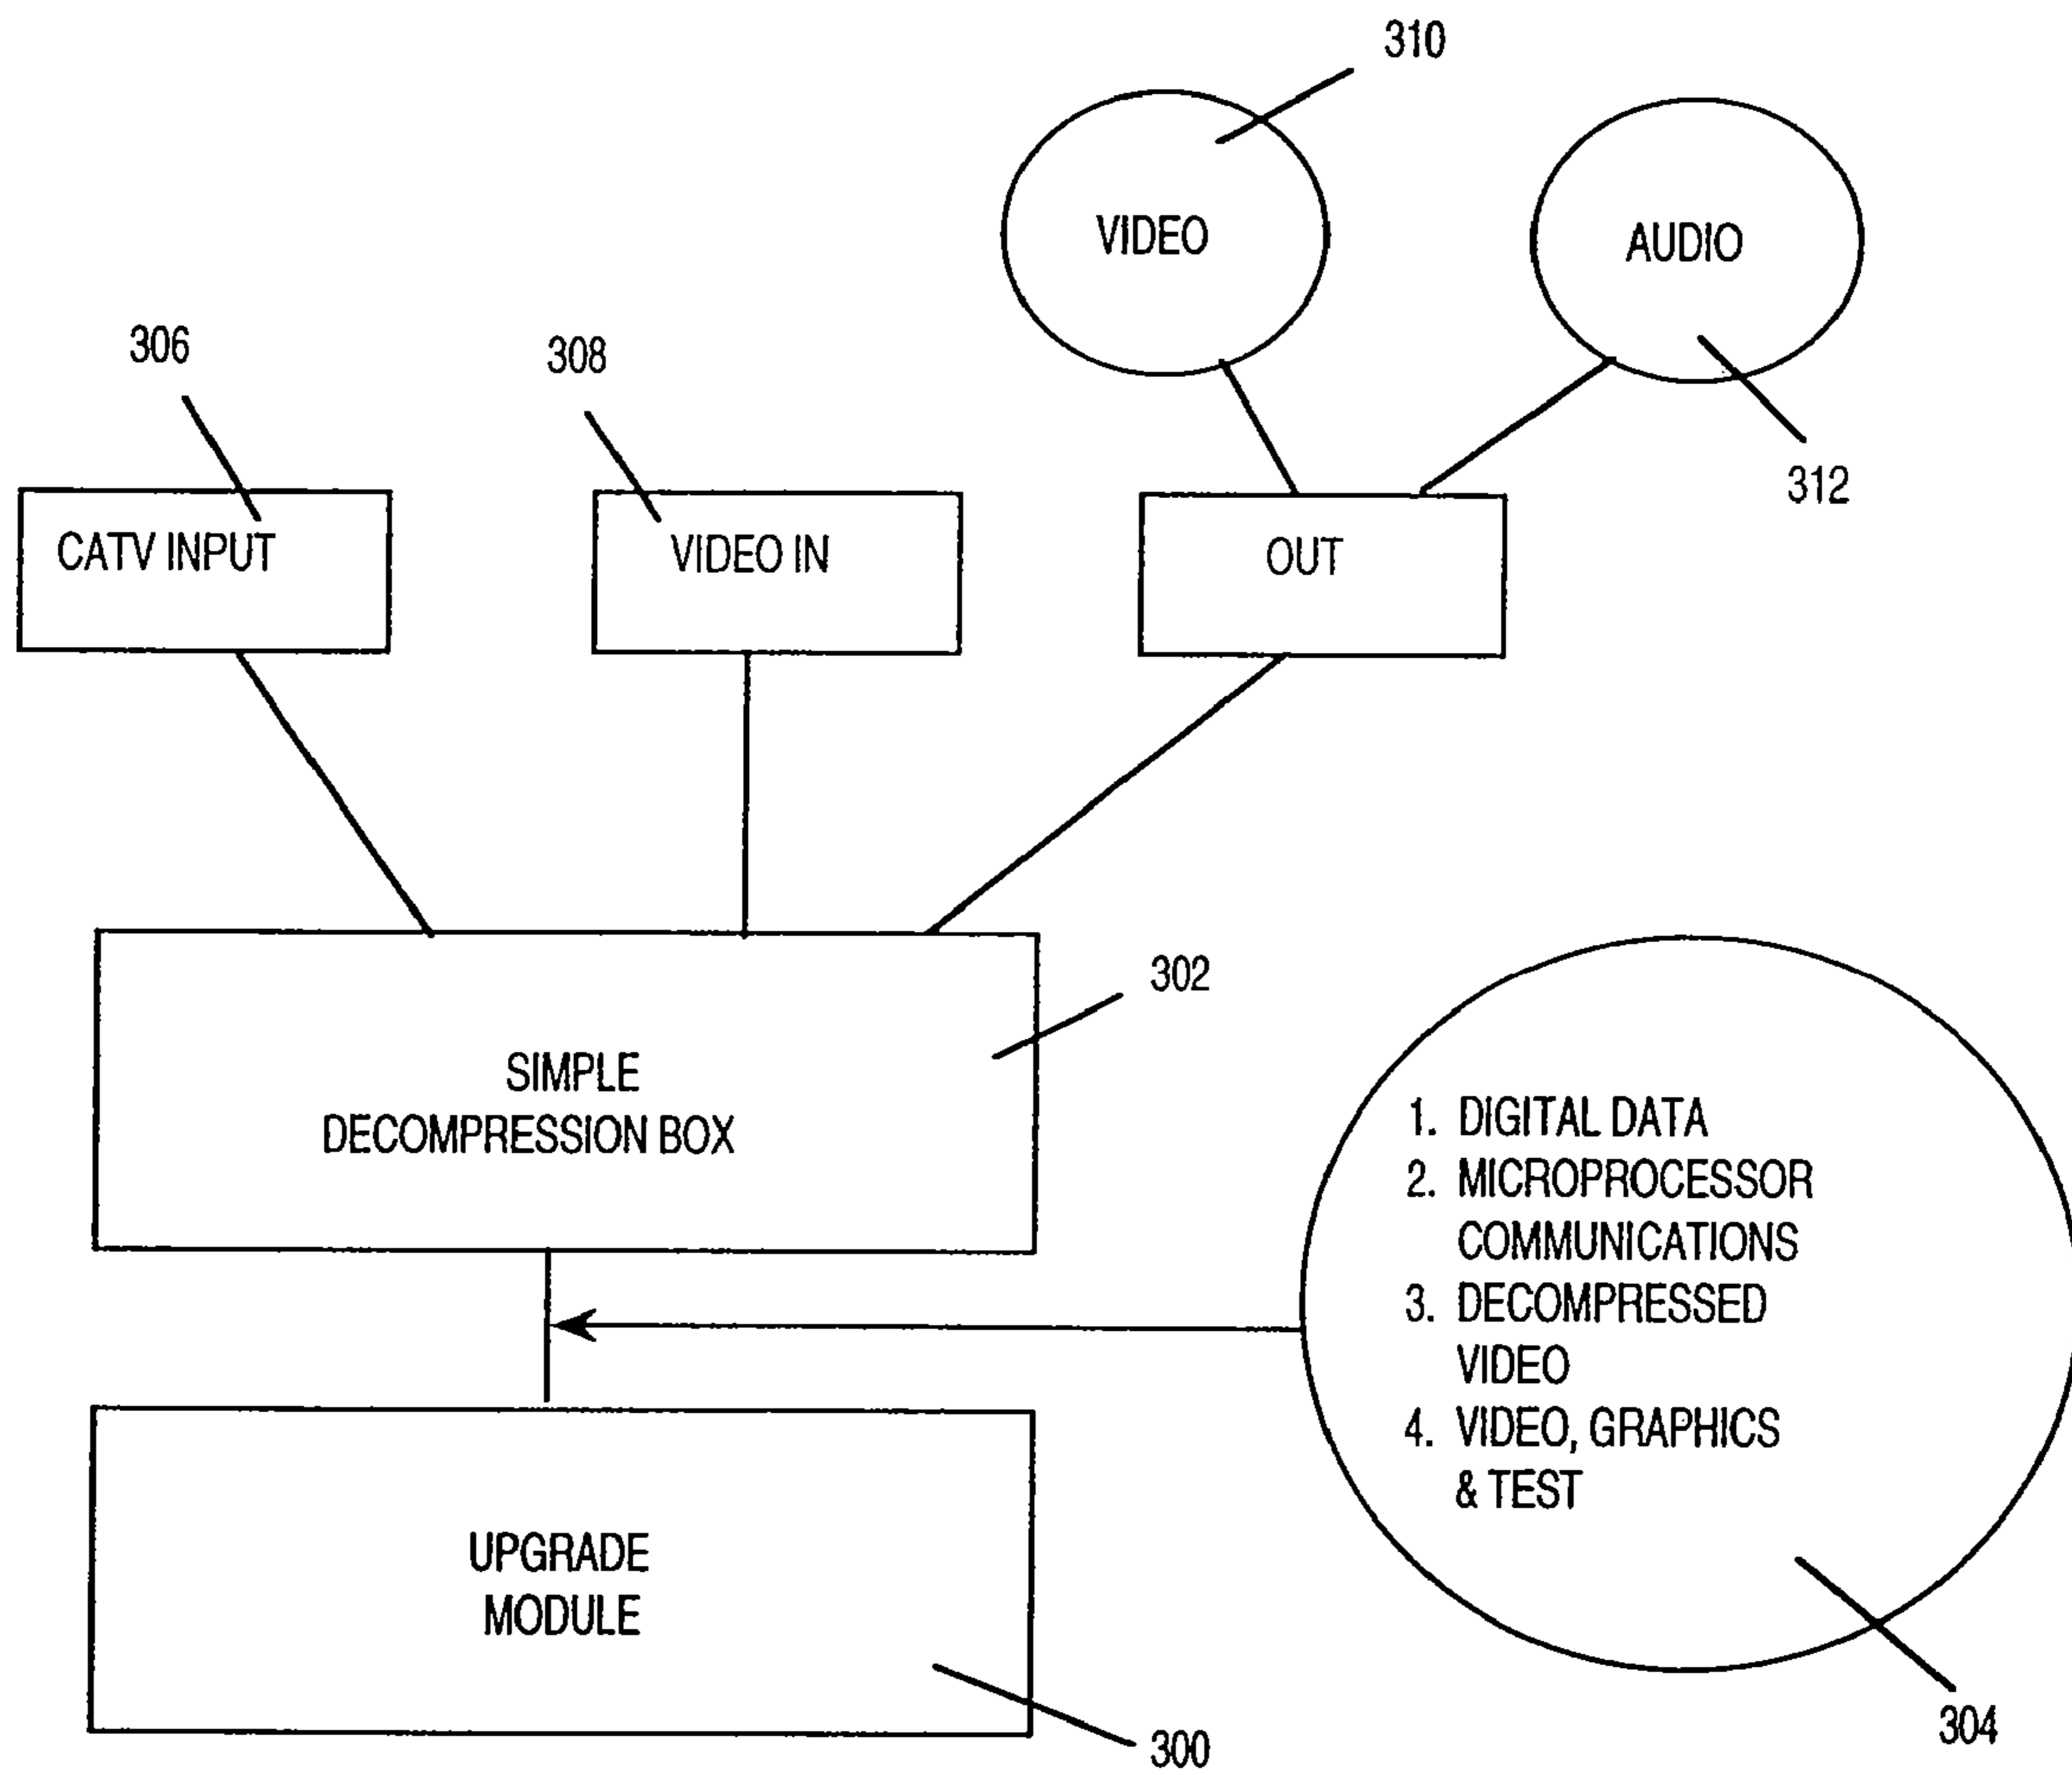 310
VIDEO
AUDIO
306
308
312
CATV INPUT
VIDEO IN
OUT
302
SIMPLE
DECOMPRESSION BOX
1. DIGITAL DATA
2. MICROPROCESSOR
COMMUNICATIONS
3. DECOMPRESSED
VIDEO
4. VIDEO, GRAPHICS
& TEST
UPGRADE
MODULE
304
300